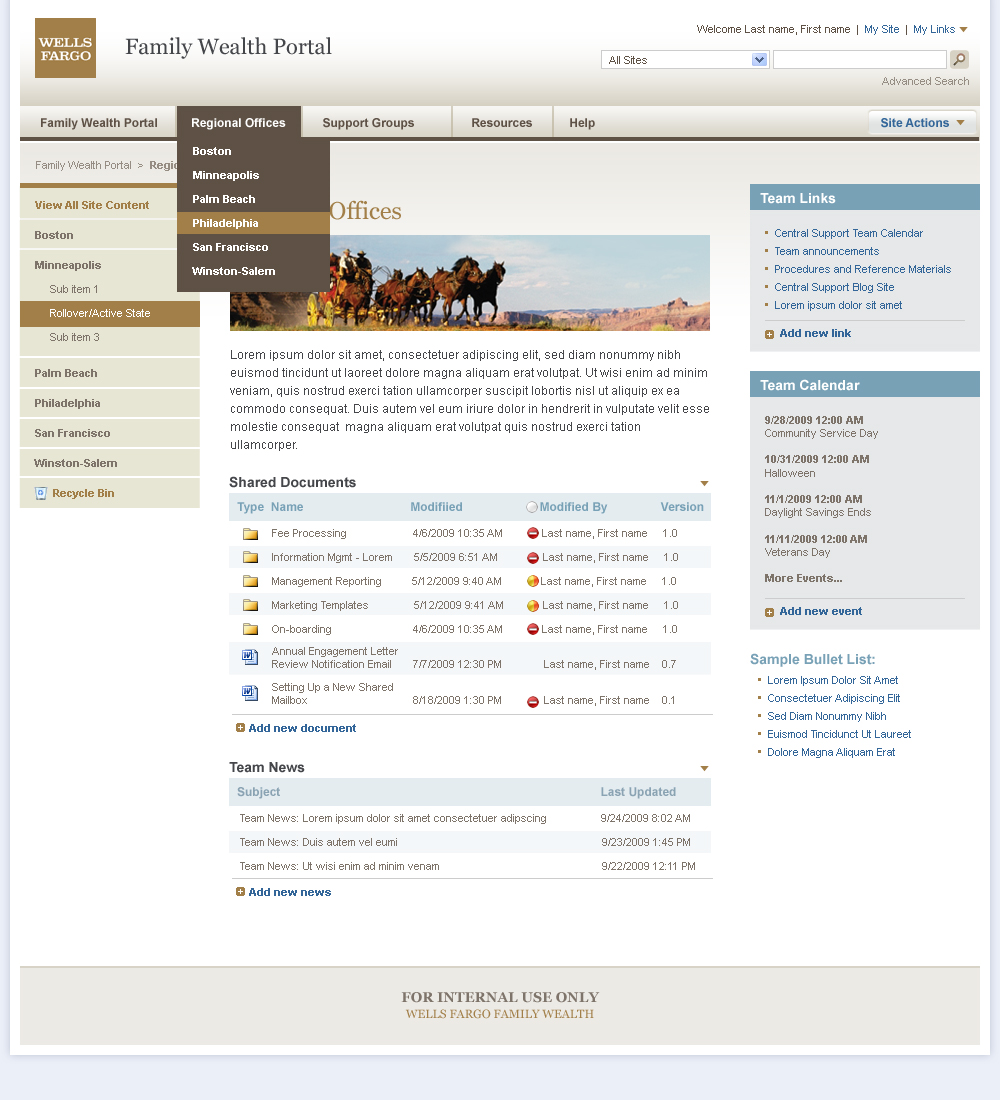 WELLS
FARGO
Family Wealth Portal
Welcome Last name, First name | My Site | My Links
All Sites
Advanced Search
Family Wealth Portal
Regional Offices
Support Groups
Resources
Help
Site Actions
Boston
Minneapolis
Palm Beach
Philadelphia
San Francisco
Winston-Salem
Family Wealth Portal >
View All Site Content
Boston
Minneapolis
Sub item 1
Rollover/Active State
Sub item 3
Palm Beach
Philadelphia
San Francisco
Winston-Salem
Recycle Bin
Offices
Lorem ipsum dolor sit amet, consectetuer adipiscing elit, sed diam nonummy nibh
euismod tincidunt ut laoreet dolore magna aliquam erat volutpat. Ut wisi enim ad minim
veniam, quis nostrud exerci tation ullamcorper suscipit lobortis nisl ut aliquip ex ea
commodo consequat. Duis autem vel eum iriure dolor in hendrerit in vulputate velit esse
molestie consequat magna aliquam erat volutpat quis nostrud exerci tation
ullamcorper.
Shared Documents
Type Name Modifiied Modified By Version
Fee Processing 4/6/2009 10:35 AM Last name, First name 1.0
Information Mgmt - Lorem 5/5/2009 6:51 AM Last name, First name 1.0
Management Reporting 5/12/2009 9:40 AM Last name, First name 1.0
Marketing Templates 5/12/2009 9:41 AM Last name, First name 1.0
On-boarding 4/6/2009 10:35 AM Last name, First name 1.0
Annual Engagement Letter
Review Notification Email 7/7/2009 12:30 PM Last name, First name 0.7
Setting Up a New Shared
Mailbox 8/18/2009 1:30 PM Last name, First name 0.1
Add new document
Team News
Subject Last Updated
Team News: Lorem ipsum dolor sit amet consectetuer adipscing 9/24/2009 8:02 AM
Team News: Duis autem vel eumi 9/23/2009 1:45 PM
Team News: Ut wisi enim ad minim venam 9/22/2009 12:11 PM
Add new news
Team Links
Central Support Team Calendar
Team announcements
Procedures and Reference Materials
Central Support Blog Site
Lorem ipsum dolor sit amet
Add new link
Team Calendar
9/28/2009 12:00 AM
Community Service Day
10/31/2009 12:00 AM
Halloween
11/1/2009 12:00 AM
Daylight Savings Ends
11/11/2009 12:00 AM
Veterans Day
More Events...
Add new event
Sample Bullet List:
Lorem Ipsum Dolor Sit Amet
Consectetuer Adipiscing Elit
Sed Diam Nonummy Nibh
Euismod Tincidunct Ut Laureet
Dolore Magna Aliquam Erat
FOR INTERNAL USE ONLY
WELLS FARGO FAMILY WEALTH